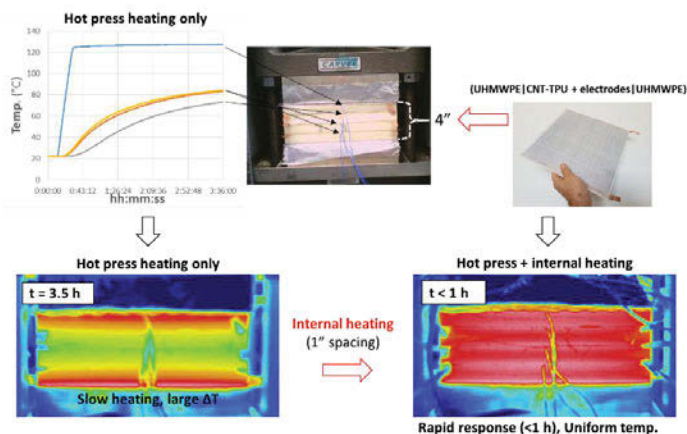 Hot press heating only
Temp. (°C)
140
120
100
80
60
40
20
0
0:00:00 0:43:12 1:26:24 2:09:36 2:52:48 3:36:00
hh:mm:ss
CARVER
4”
(UHMWPE|CNT-TPU + electrodes|UHMWPE)
Hot press heating only
Hot press + internal heating
t = 3.5 h
t < 1 h
Internal heating
(1” spacing)
Slow heating, large ΔT
Rapid response (<1 h), Uniform temp.